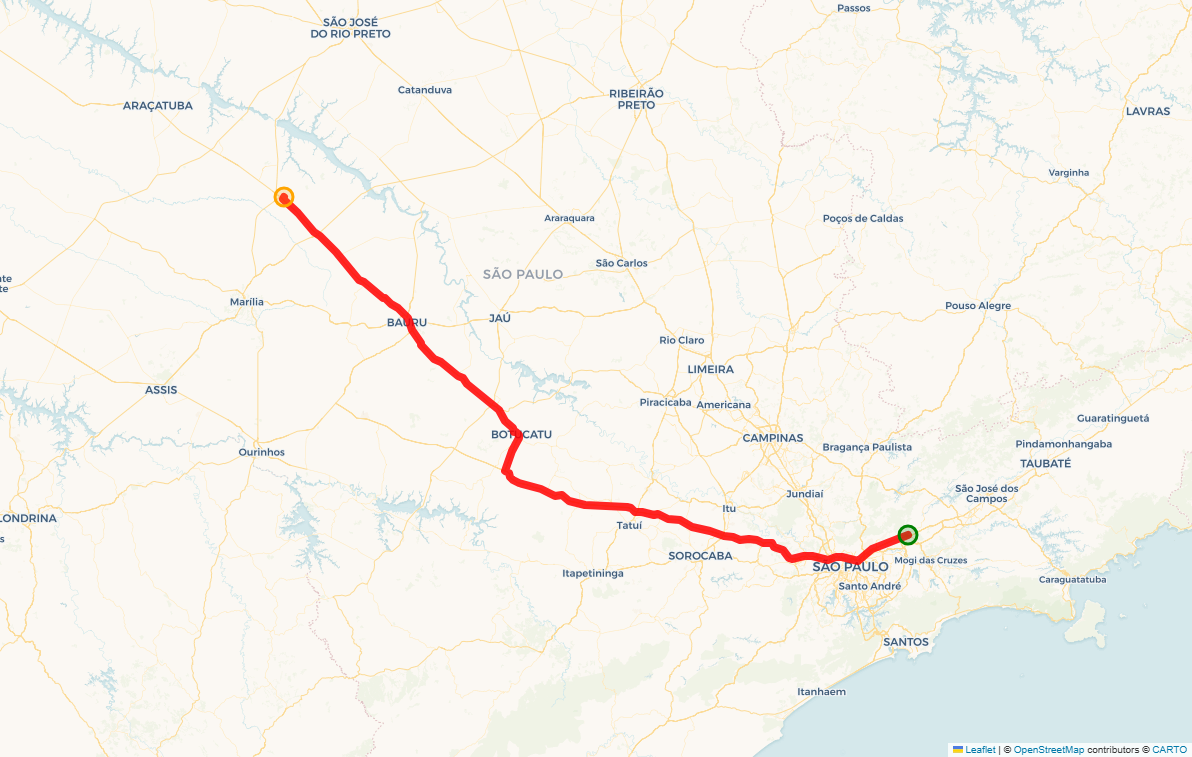 Passos
SÃO JOSÉ
DO RIO PRETO
Catanduva
RIBEIRÃO
PRETO
ARAÇATUBA
LAVRAS
Varginha
Araraquara
Poços de Caldas
São Carlos
SÃO PAULO
nte
te
Marília
Pouso Alegre
BAURU
JAÚ
Rio Claro
LIMEIRA
ASSIS
Piracicaba
Americana
Guaratinguetá
BOTUCATU
CAMPINAS
Bragança Paulista
Pindamonhangaba
Ourinhos
TAUBATÉ
São José dos
Campos
Jundiaí
Itu
LONDRINA
s
Tatuí
SOROCABA
Mogi das Cruzes
SÃO PAULO
Itapetininga
Santo André
Caraguatatuba
SANTOS
Itanhaem
Leaflet | © OpenStreetMap contributors © CARTO